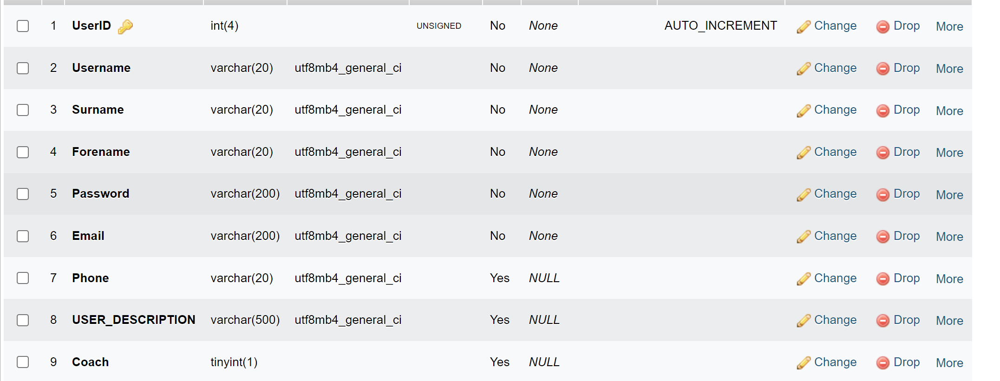 1 UserID int(4) UNSIGNED No None AUTO_INCREMENT Change Drop More
2 Username varchar(20) utf8mb4_general_ci No None Change Drop More
3 Surname varchar(20) utf8mb4_general_ci No None Change Drop More
4 Forename varchar(20) utf8mb4_general_ci No None Change Drop More
5 Password varchar(200) utf8mb4_general_ci No None Change Drop More
6 Email varchar(200) utf8mb4_general_ci No None Change Drop More
7 Phone varchar(20) utf8mb4_general_ci Yes NULL Change Drop More
8 USER_DESCRIPTION varchar(500) utf8mb4_general_ci Yes NULL Change Drop More
9 Coach tinyint(1) Yes NULL Change Drop More